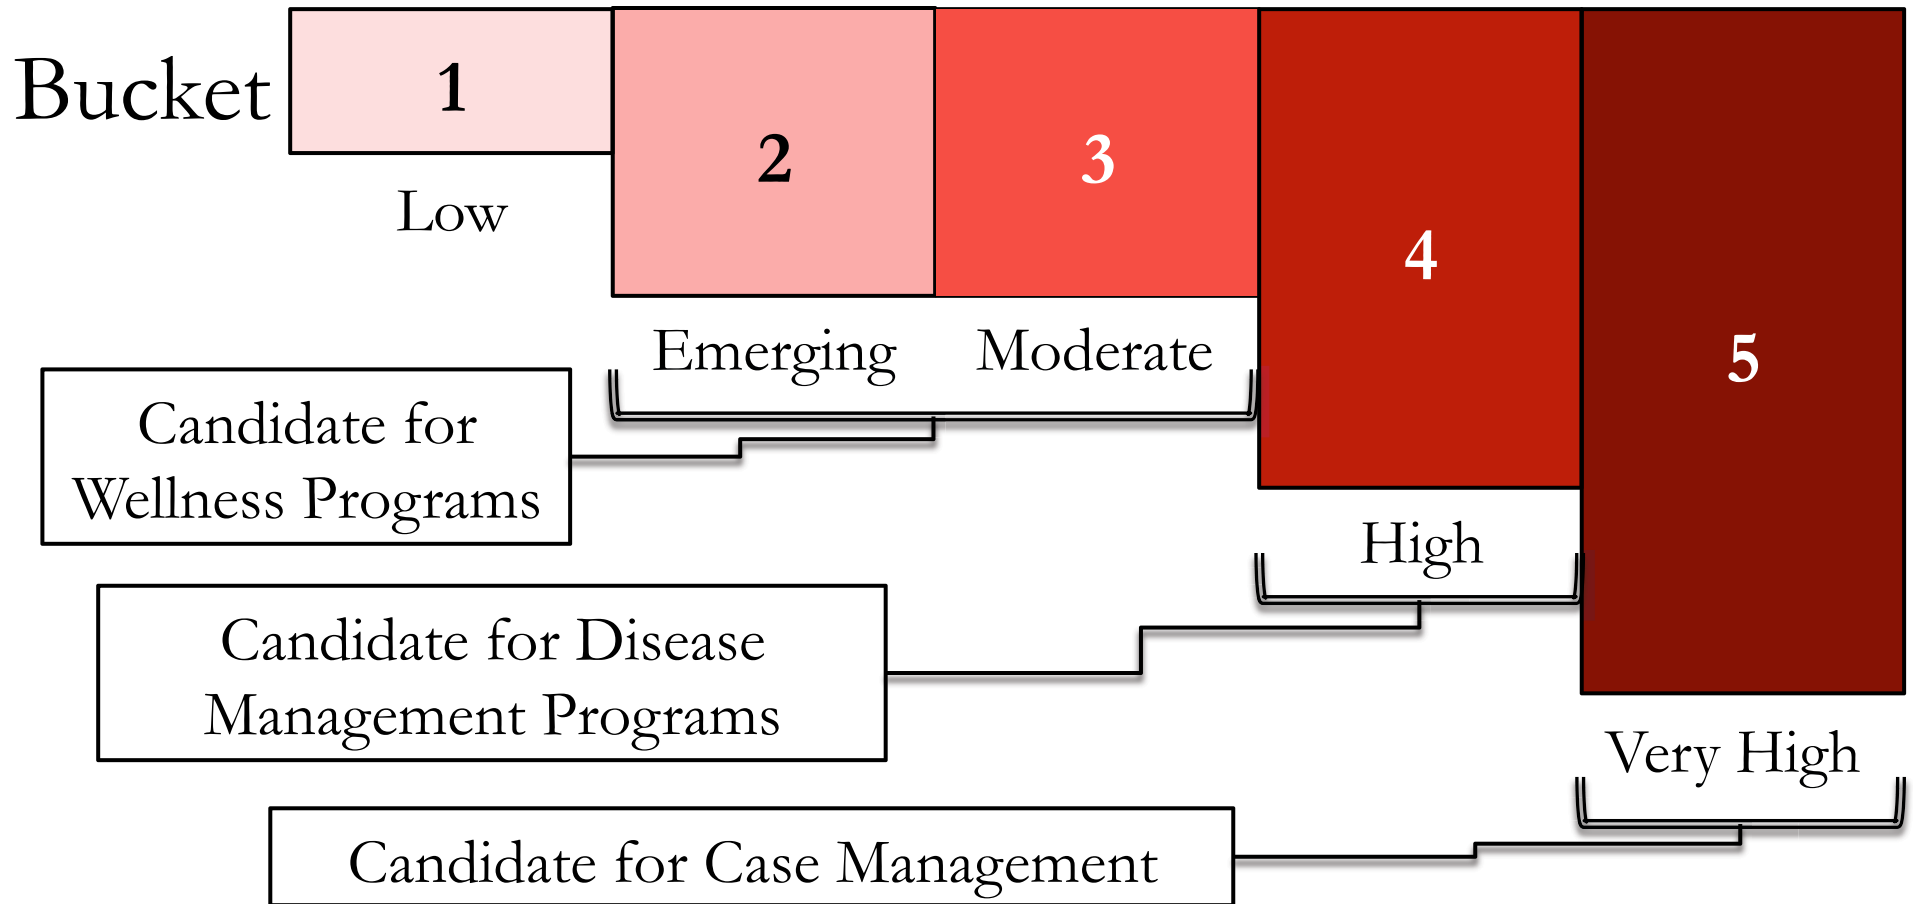 Bucket
1
2
3
4
5
Low
Emerging
Moderate
High
Very High
Candidate for
Wellness Programs
Candidate for Disease
Management Programs
Candidate for Case Management